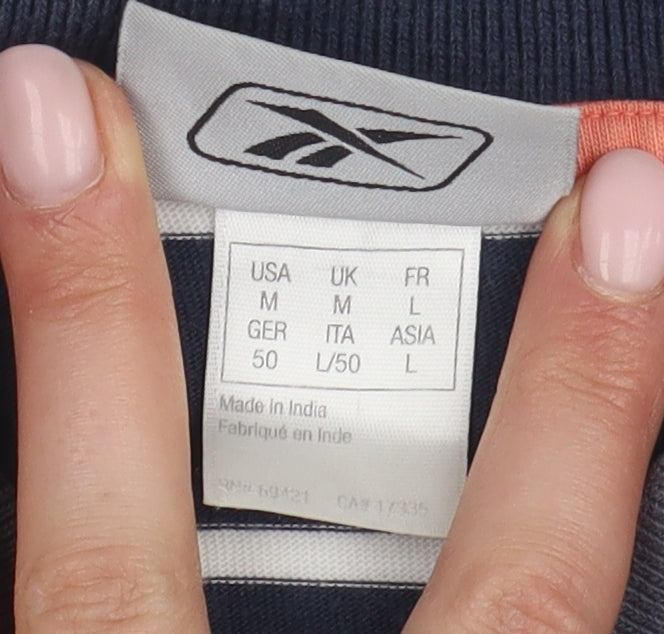 USA UK FR
M M L
GER ITA ASIA
50 L/50 L
Made in India
Fabriqué en Inde
RN# 69421 CA# 17335